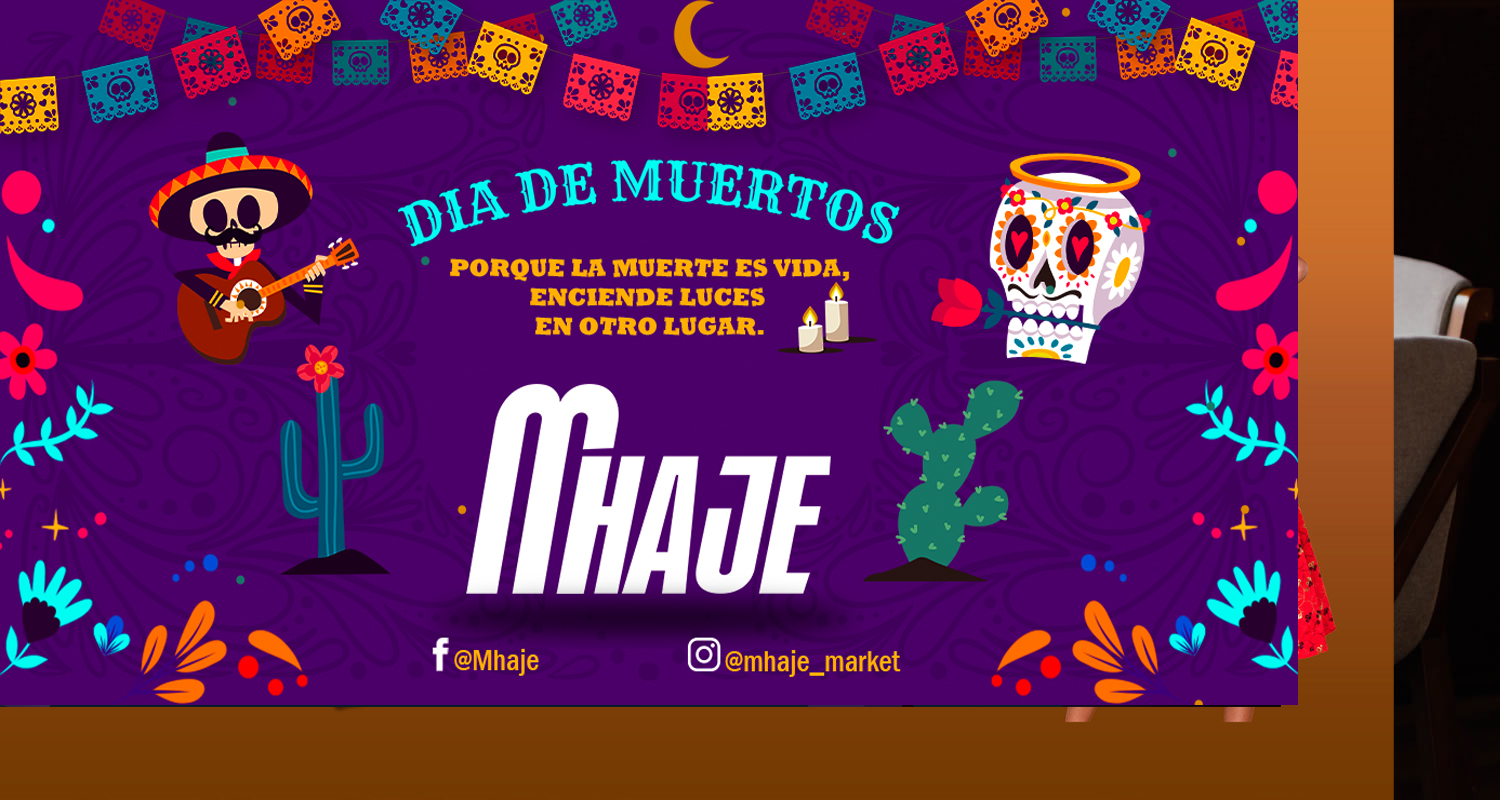 DIA DE MUERTOS
PORQUE LA MUERTE ES VIDA,
ENCIENDE LUCES
EN OTRO LUGAR.
MHAJE
@Mhaje
@mhaje_market